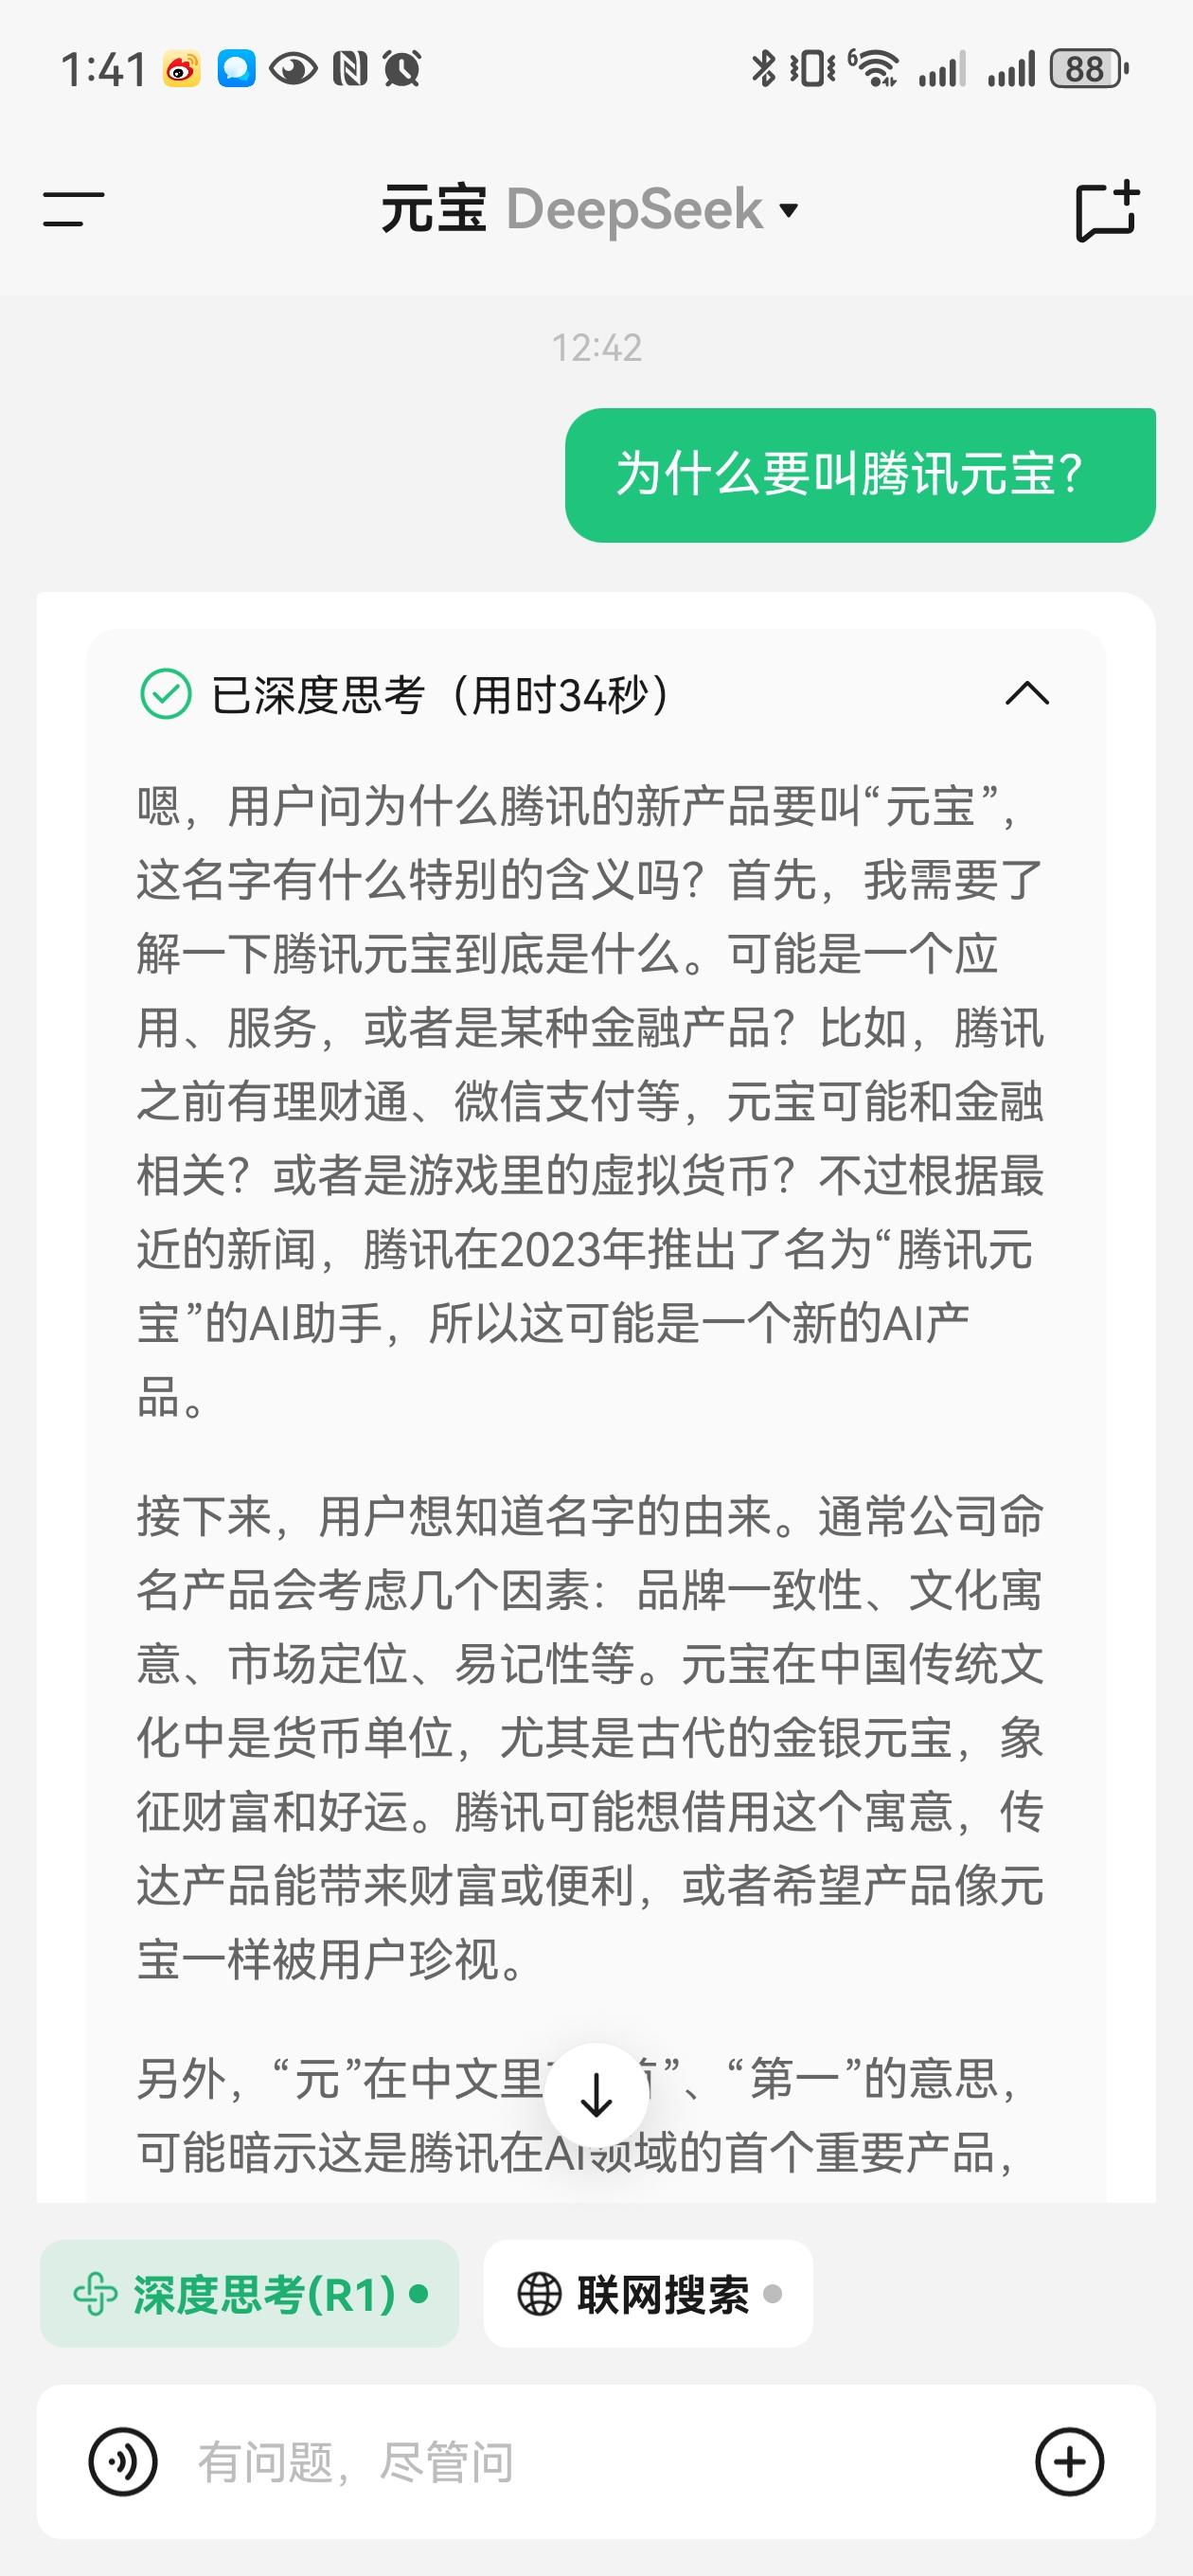 1:41
6
88
元宝 DeepSeek
12:42
为什么要叫腾讯元宝？
已深度思考（用时34秒）
嗯，用户问为什么腾讯的新产品要叫“元宝”，
这名字有什么特别的含义吗？首先，我需要了
解一下腾讯元宝到底是什么。可能是一个应
用、服务，或者是某种金融产品？比如，腾讯
之前有理财通、微信支付等，元宝可能和金融
相关？或者是游戏里的虚拟货币？不过根据最
近的新闻，腾讯在2023年推出了名为“腾讯元
宝”的AI助手，所以这可能是一个新的AI产
品。
接下来，用户想知道名字的由来。通常公司命
名产品会考虑几个因素：品牌一致性、文化寓
意、市场定位、易记性等。元宝在中国传统文
化中是货币单位，尤其是古代的金银元宝，象
征财富和好运。腾讯可能想借用这个寓意，传
达产品能带来财富或便利，或者希望产品像元
宝一样被用户珍视。
另外，“元”在中文里”、“第一”的意思，
可能暗示这是腾讯在AI领域的首个重要产品，
深度思考(R1)
联网搜索
有问题，尽管问